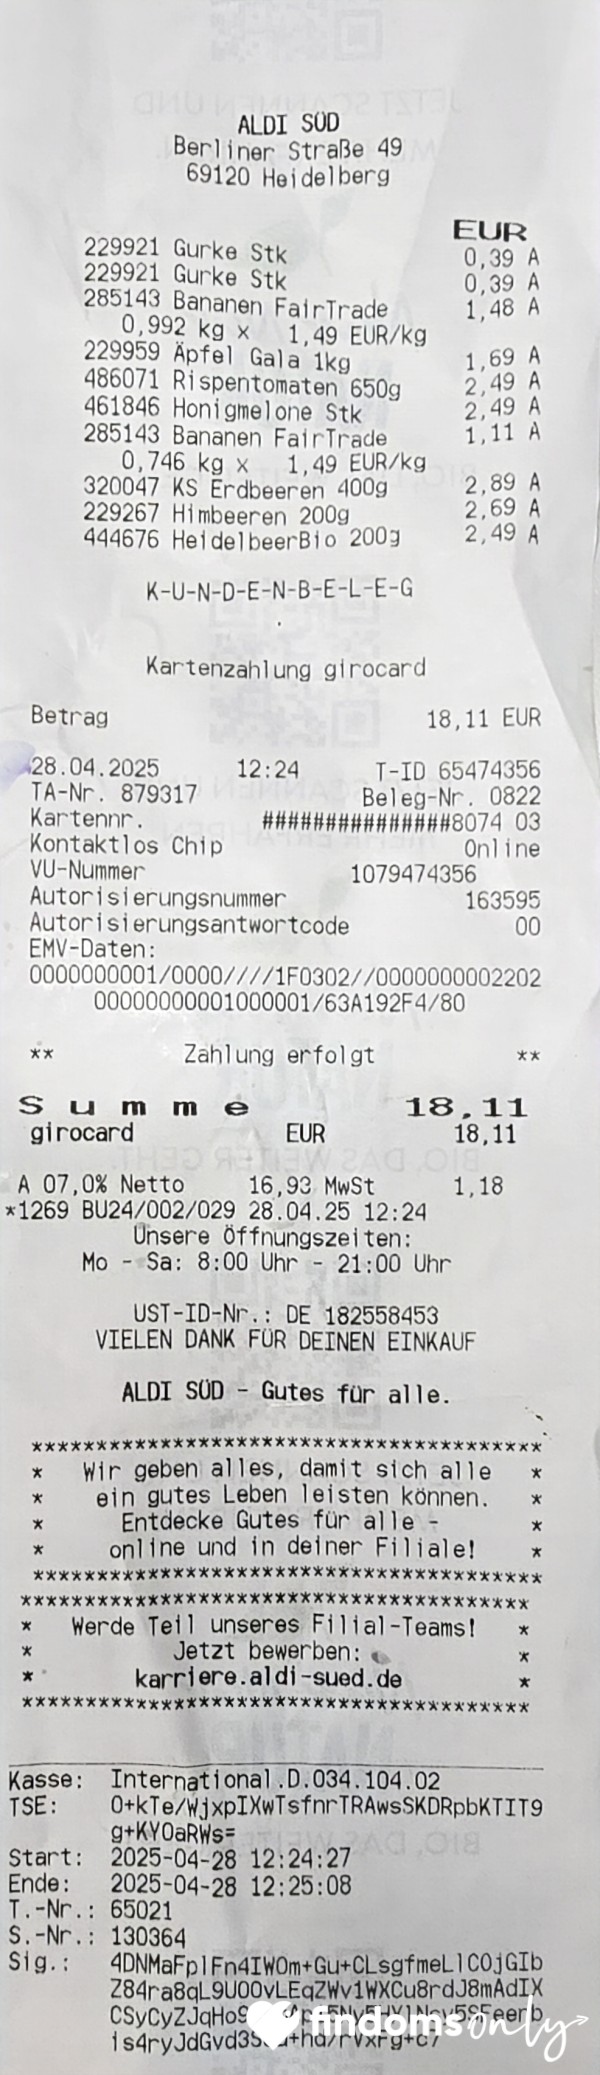 ALDI SÜD
Berliner Straße 49
69120 Heidelberg
EUR
229921 Gurke Stk 0,39 A
229921 Gurke Stk 0,39 A
285143 Bananen FairTrade 1,48 A
0,992 kg x 1,49 EUR/kg
229959 Äpfel Gala 1kg 1,69 A
486071 Rispentomaten 650g 2,49 A
461846 Honigmelone Stk 2,49 A
285143 Bananen FairTrade 1,11 A
0,746 kg x 1,49 EUR/kg
320047 KS Erdbeeren 400g 2,89 A
229267 Himbeeren 200g 2,69 A
444676 HeidelbeerBio 200g 2,49 A
K-U-N-D-E-N-B-E-L-E-G
Kartenzahlung girocard
Betrag 18,11 EUR
28.04.2025 12:24 T-ID 65474356
TA-Nr. 879317 Beleg-Nr. 0822
Kartennr. ###############8074 03
Kontaktlos Chip Online
VU-Nummer 1079474356
Autorisierungsnummer 163595
Autorisierungsantwortcode 00
EMV-Daten:
0000000001/0000////1F0302//0000000002202
00000000001000001/63A192F4/80
** Zahlung erfolgt **
Summe 18,11
girocard EUR 18,11
A 07,0% Netto 16,93 MwSt 1,18
*1269 BU24/002/029 28.04.25 12:24
Unsere Öffnungszeiten:
Mo - Sa: 8:00 Uhr - 21:00 Uhr
UST-ID-Nr.: DE 182558453
VIELEN DANK FÜR DEINEN EINKAUF
ALDI SÜD - Gutes für alle.
****************************************
* Wir geben alles, damit sich alle *
* ein gutes Leben leisten können. *
* Entdecke Gutes für alle - *
* online und in deiner Filiale! *
****************************************
****************************************
* Werde Teil unseres Filial-Teams! *
* Jetzt bewerben: *
* karriere.aldi-sued.de *
****************************************
Kasse: International.D.034.104.02
TSE: O+kTe/WjxpIXwTsfnrTRAwsSKDRpbKTIT9
g+KYOaRWs=
Start: 2025-04-28 12:24:27
Ende: 2025-04-28 12:25:08
T.-Nr.: 65021
S.-Nr.: 130364
Sig.: 4DNMaFplFn4IWOm+Gu+CLsgfmeLlCOjGIb
Z84ra8qL9UOOvLEqZWv1WXCu8rdJ8mAdIX
findomsonly